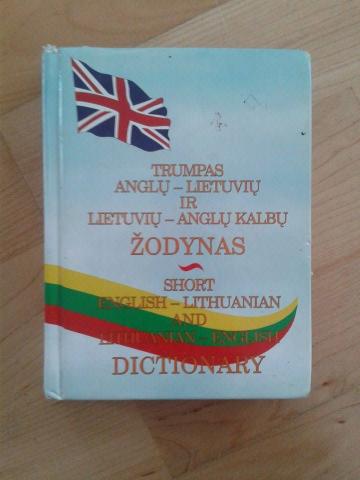 TRUMPAS
ANGLŲ – LIETUVIŲ
IR
LIETUVIŲ – ANGLŲ KALBŲ
ŽODYNAS
SHORT
ENGLISH – LITHUANIAN
AND
LITHUANIAN – ENGLISH
DICTIONARY